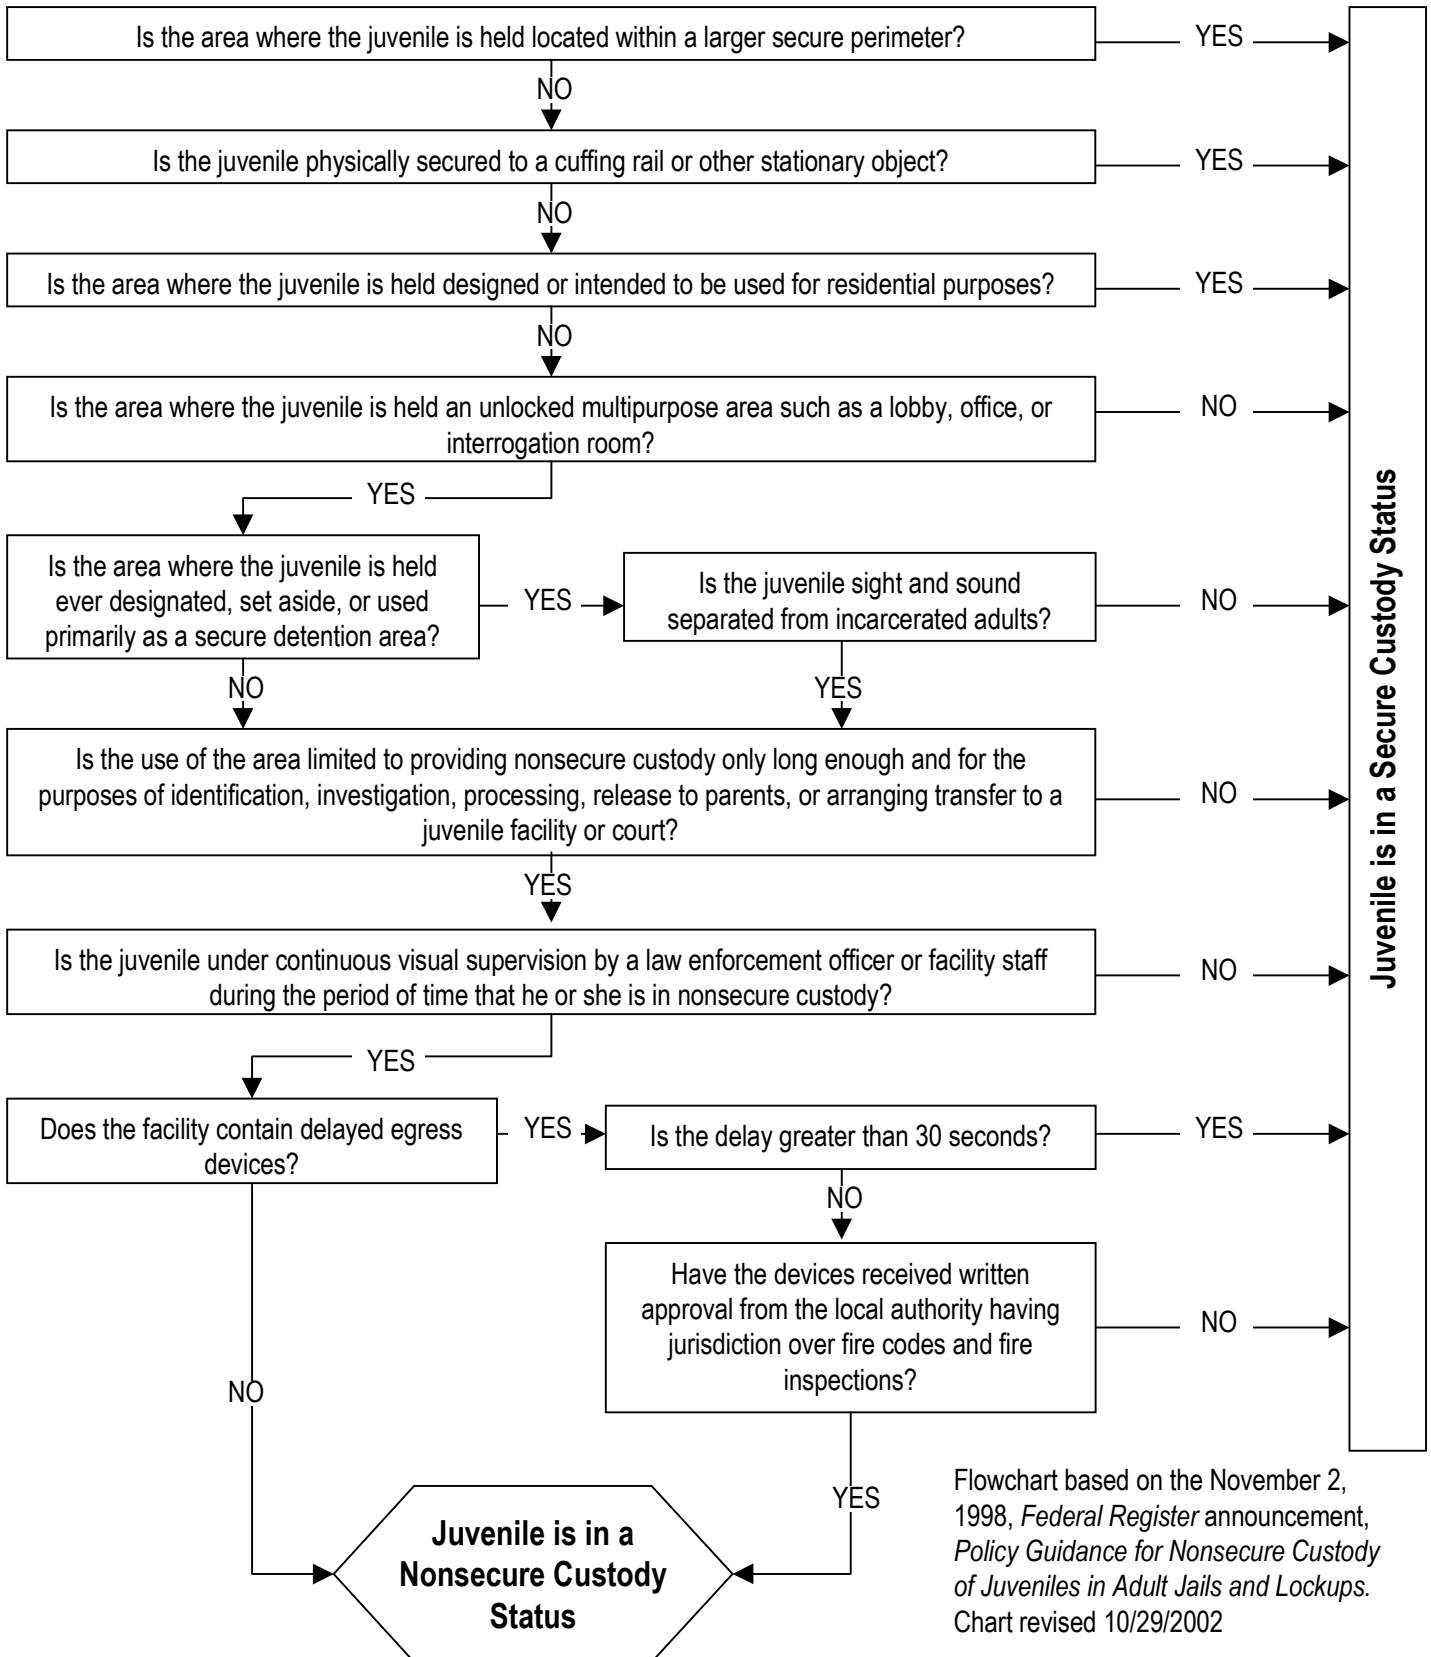 Is the area where the juvenile is held located within a larger secure perimeter?
YES
NO
Is the juvenile physically secured to a cuffing rail or other stationary object?
YES
NO
Is the area where the juvenile is held designed or intended to be used for residential purposes?
YES
NO
Is the area where the juvenile is held an unlocked multipurpose area such as a lobby, office, or
interrogation room?
NO
YES
Is the area where the juvenile is held
ever designated, set aside, or used
primarily as a secure detention area?
YES
Is the juvenile sight and sound
separated from incarcerated adults?
NO
NO
YES
Is the use of the area limited to providing nonsecure custody only long enough and for the
purposes of identification, investigation, processing, release to parents, or arranging transfer to a
juvenile facility or court?
NO
YES
Is the juvenile under continuous visual supervision by a law enforcement officer or facility staff
during the period of time that he or she is in nonsecure custody?
NO
YES
Does the facility contain delayed egress
devices?
YES
Is the delay greater than 30 seconds?
YES
NO
Have the devices received written
approval from the local authority having
jurisdiction over fire codes and fire
inspections?
NO
NO
YES
Juvenile is in a
Nonsecure Custody
Status
Juvenile is in a Secure Custody Status
Flowchart based on the November 2,
1998, Federal Register announcement,
Policy Guidance for Nonsecure Custody
of Juveniles in Adult Jails and Lockups.
Chart revised 10/29/2002